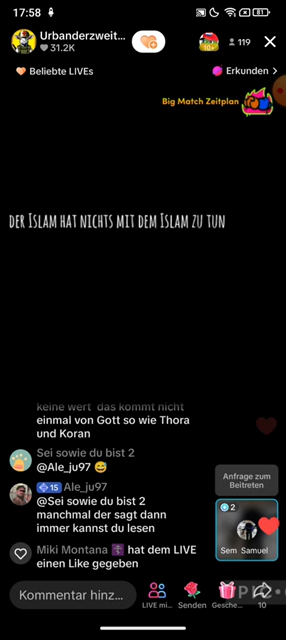 17:58
81
Urbanderzweit...
31.2K
10+
119
Beliebte LIVEs
Erkunden >
Big Match Zeitplan
der Islam hat nichts mit dem Islam zu tun
keine wert das kommt nicht
einmal von Gott so wie Thora
und Koran
Sei sowie du bist 2
@Ale_ju97 😅
15 Ale_ju97
@Sei sowie du bist 2
manchmal der sagt dann
immer kannst du lesen
Miki Montana hat dem LIVE
einen Like gegeben
Anfrage zum
Beitreten
2
Sem Samuel
Kommentar hinz...
LIVE mi...
Senden
Gesche...
10